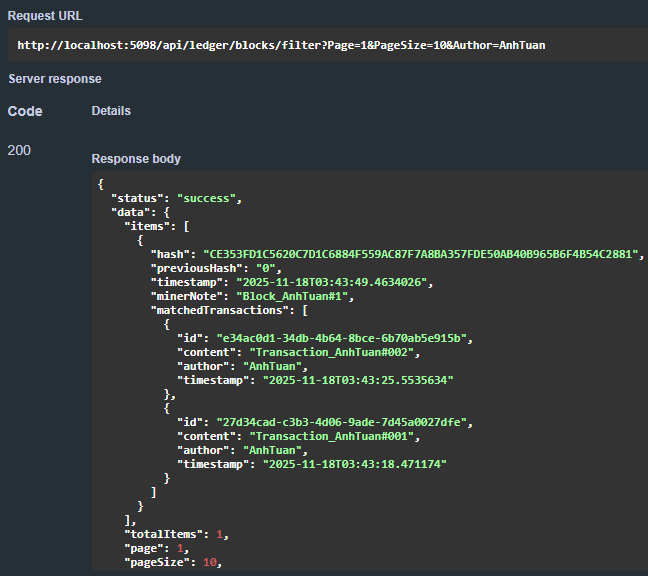 Request URL
http://localhost:5098/api/ledger/blocks/filter?Page=1&PageSize=10&Author=AnhTuan
Server response
Code Details
200
Response body
{
"status": "success",
"data": {
"items": [
{
"hash": "CE353FD1C5620C7D1C6884F559AC87F7A8BA357FDE50AB40B965B6F4B54C2881",
"previousHash": "0",
"timestamp": "2025-11-18T03:43:49.4634026",
"minerNote": "Block_AnhTuan#1",
"matchedTransactions": [
{
"id": "e34ac0d1-34db-4b64-8bce-6b70ab5e915b",
"content": "Transaction_AnhTuan#002",
"author": "AnhTuan",
"timestamp": "2025-11-18T03:43:25.5535634"
},
{
"id": "27d34cad-c3b3-4d06-9ade-7d45a0027dfe",
"content": "Transaction_AnhTuan#001",
"author": "AnhTuan",
"timestamp": "2025-11-18T03:43:18.471174"
}
]
}
],
"totalItems": 1,
"page": 1,
"pageSize": 10,